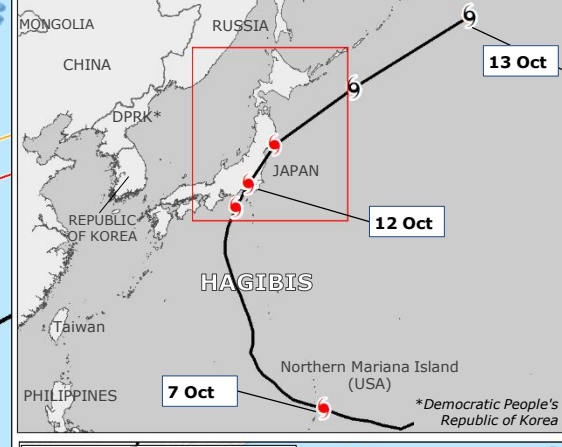 MONGOLIA
RUSSIA
CHINA
13 Oct
DPRK*
JAPAN
REPUBLIC
OF KOREA
12 Oct
HAGIBIS
Taiwan
Northern Mariana Island
(USA)
7 Oct
PHILIPPINES
*Democratic People's
Republic of Korea